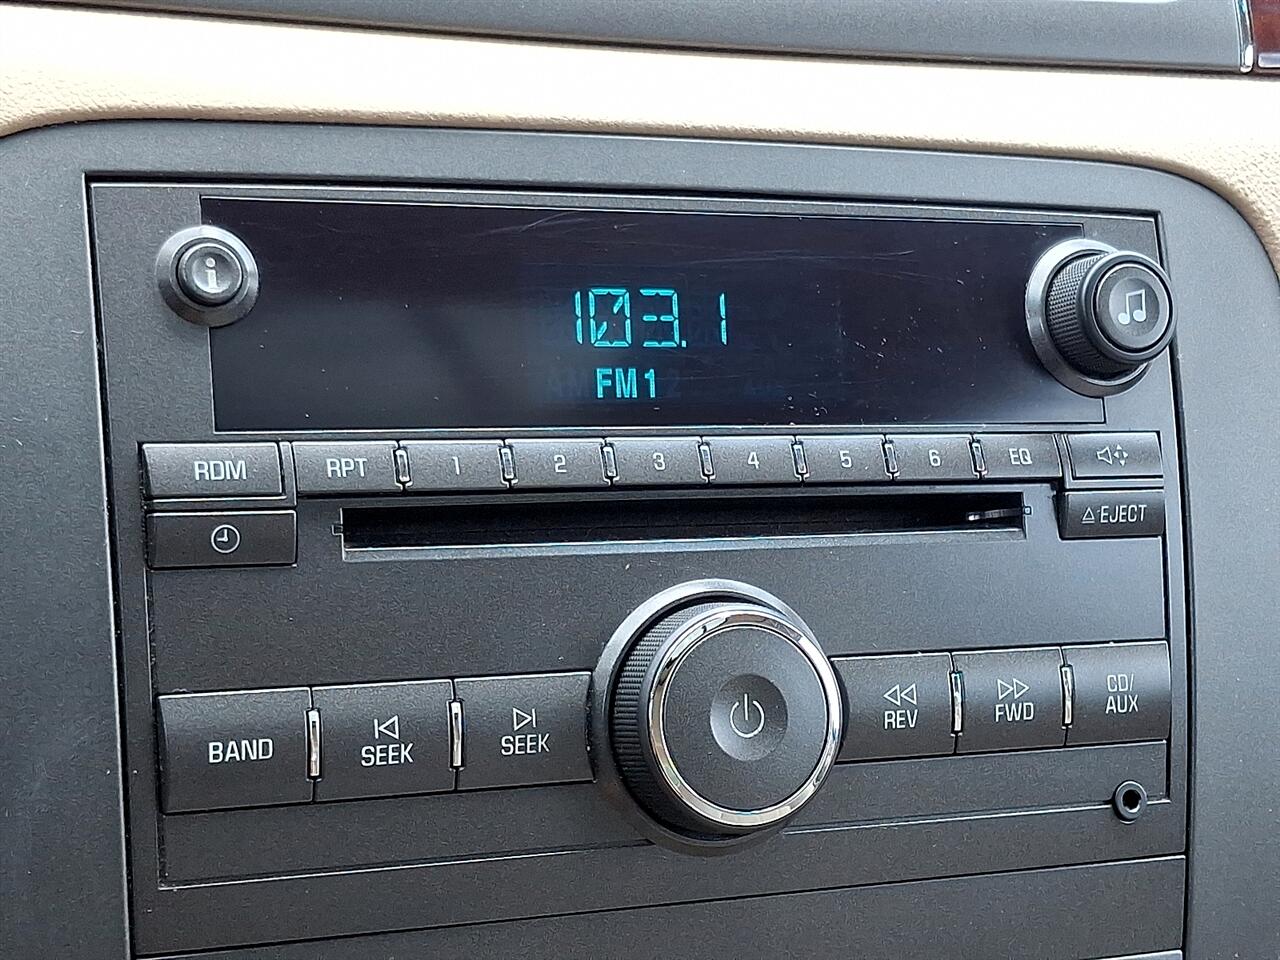 i
103.1
FM1
RDM RPT 1 2 3 4 5 6 EQ
EJECT
BAND SEEK SEEK REV FWD CD/
AUX